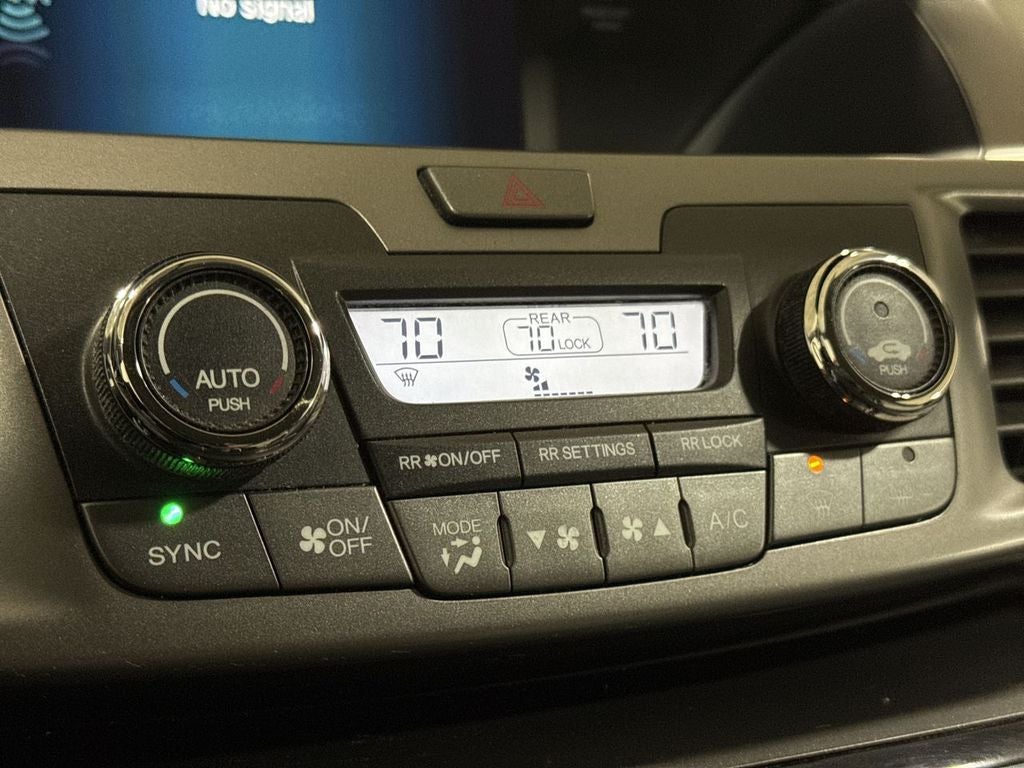 No signal
70
REAR
70 LOCK
70
AUTO
PUSH
PUSH
RR ON/OFF
RR SETTINGS
RR LOCK
SYNC
ON/
OFF
MODE
A/C